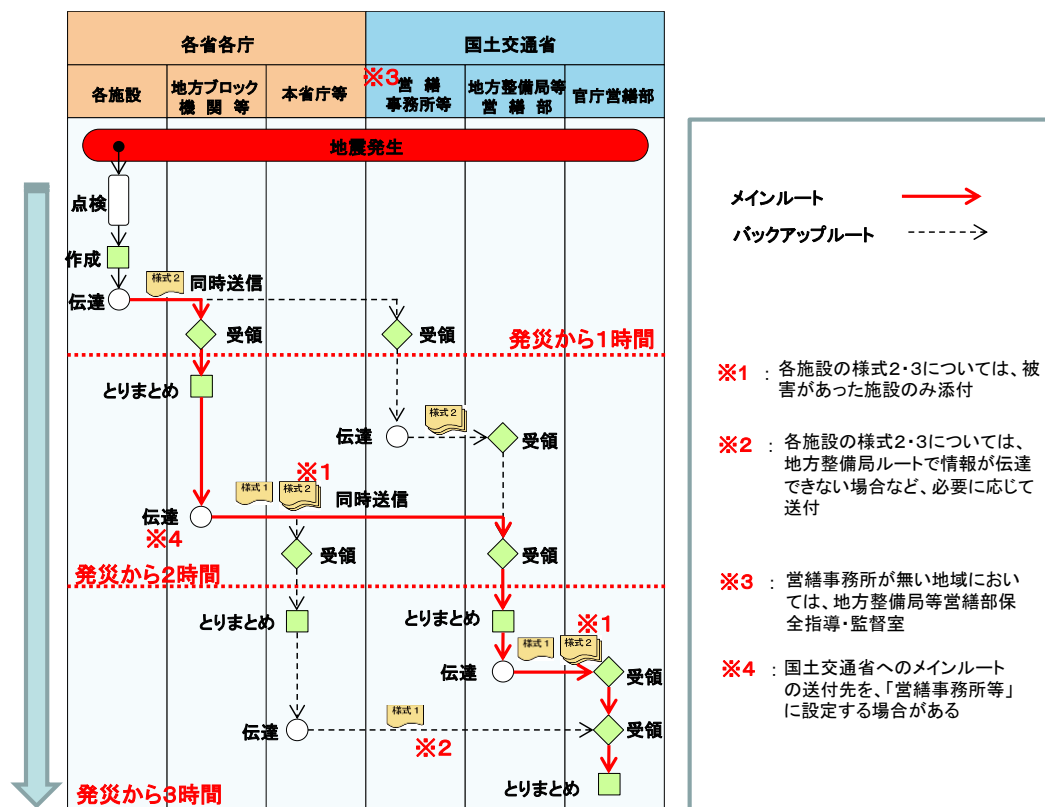 各省各庁
国土交通省
各施設
地方ブロック
機関等
本省庁等
※3
営繕
事務所等
地方整備局等
営繕部
官庁営繕部
地震発生
点検
作成
様式2
同時送信
伝達
受領
受領
発災から1時間
とりまとめ
様式2
伝達
受領
※1
様式1
様式2
同時送信
伝達
※4
受領
受領
発災から2時間
とりまとめ
とりまとめ
※1
様式1
様式2
伝達
受領
様式1
伝達
※2
受領
とりまとめ
発災から3時間
メインルート
バックアップルート
※1 : 各施設の様式2・3については、被
害があった施設のみ添付
※2 : 各施設の様式2・3については、
地方整備局ルートで情報が伝達
できない場合など、必要に応じて
送付
※3 : 営繕事務所が無い地域におい
ては、地方整備局等営繕部保
全指導・監督室
※4 : 国土交通省へのメインルート
の送付先を、「営繕事務所等」
に設定する場合がある